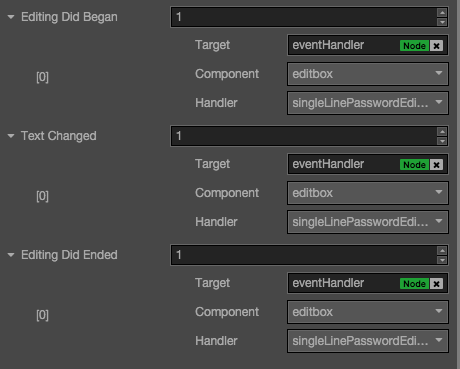 Editing Did Began 1
Target eventHandler Node
[0] Component editbox
Handler singleLinePasswordEdi...
Text Changed 1
Target eventHandler Node
[0] Component editbox
Handler singleLinePasswordEdi...
Editing Did Ended 1
Target eventHandler Node
[0] Component editbox
Handler singleLinePasswordEdi...